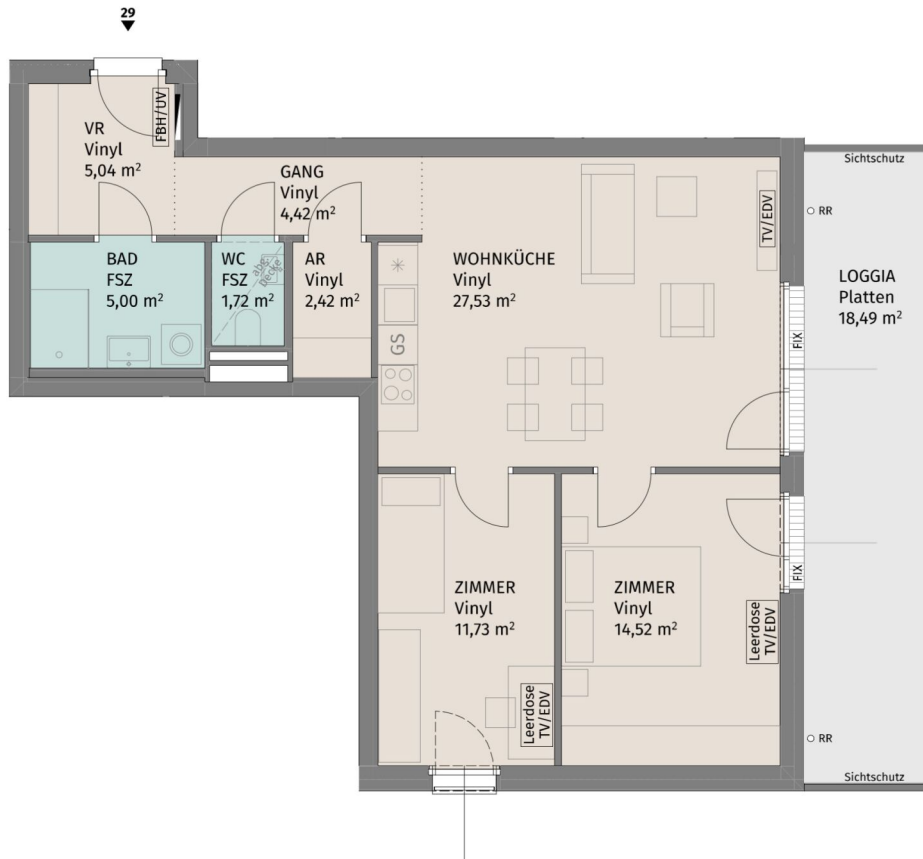 29
FBH/UV
VR
Vinyl
5,04 m²
GANG
Vinyl
4,42 m²
BAD
FSZ
5,00 m²
WC
FSZ
1,72 m²
abg.
Decke
AR
Vinyl
2,42 m²
GS
WOHNKÜCHE
Vinyl
27,53 m²
TV/EDV
Sichtschutz
RR
LOGGIA
Platten
18,49 m²
FIX
ZIMMER
Vinyl
11,73 m²
Leerdose
TV/EDV
ZIMMER
Vinyl
14,52 m²
Leerdose
TV/EDV
FIX
RR
Sichtschutz